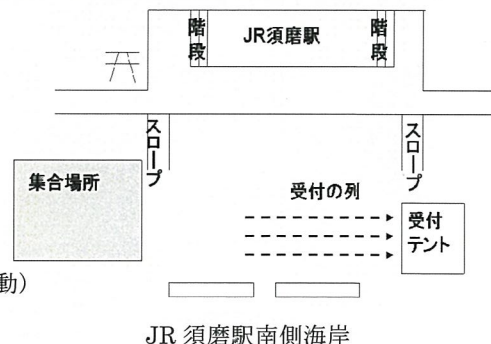 階段
JR須磨駅
階段
スロープ
スロープ
集合場所
受付の列
受付
テント
動）
JR 須磨駅南側海岸